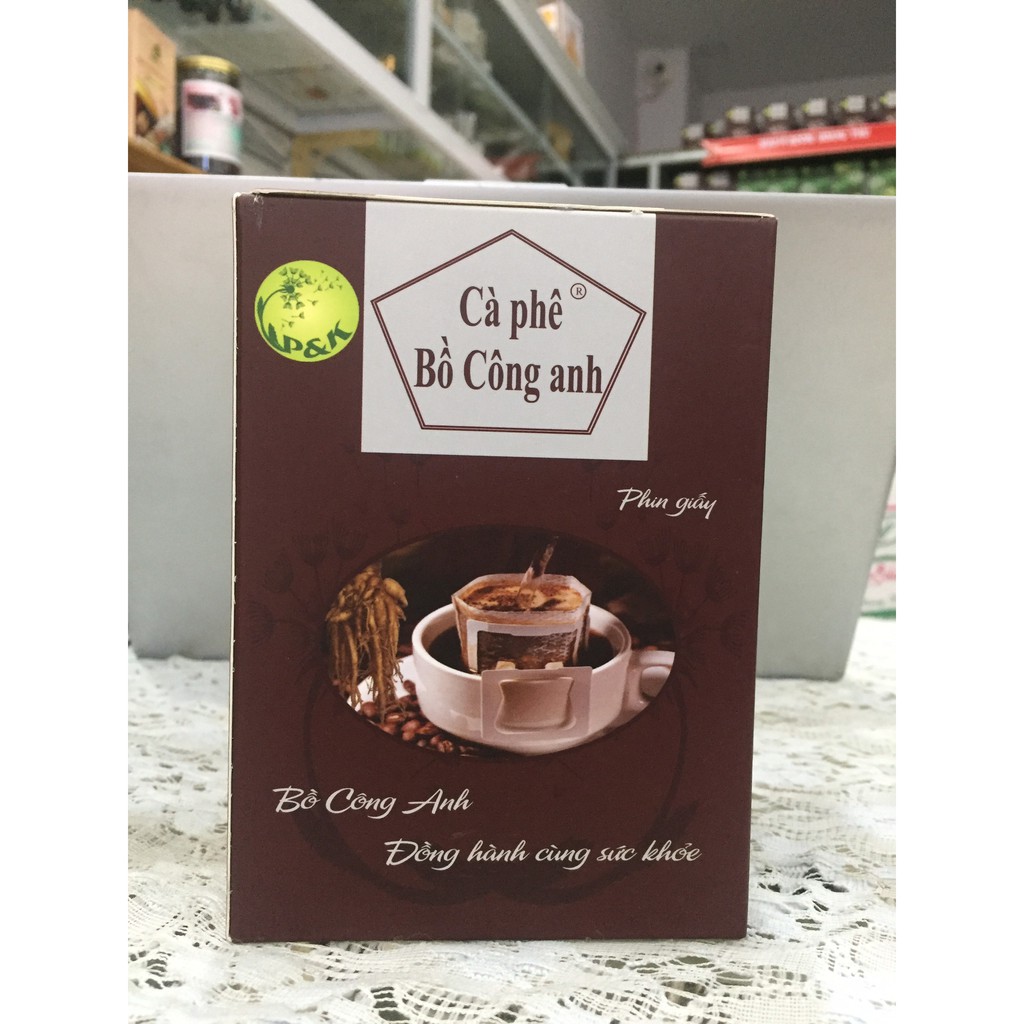 P&K
Cà phê ®
Bồ Công anh
Phin giấy
Bồ Công Anh
Đồng hành cùng sức khỏe